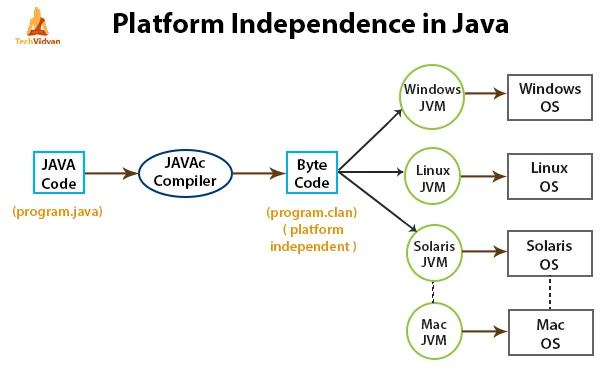 TechVidvan
Platform Independence in Java
JAVA
Code
(program.java)
JAVAc
Compiler
Byte
Code
(program.clan)
( platform
independent )
Windows
JVM
Windows
OS
Linux
JVM
Linux
OS
Solaris
JVM
Solaris
OS
Mac
JVM
Mac
OS